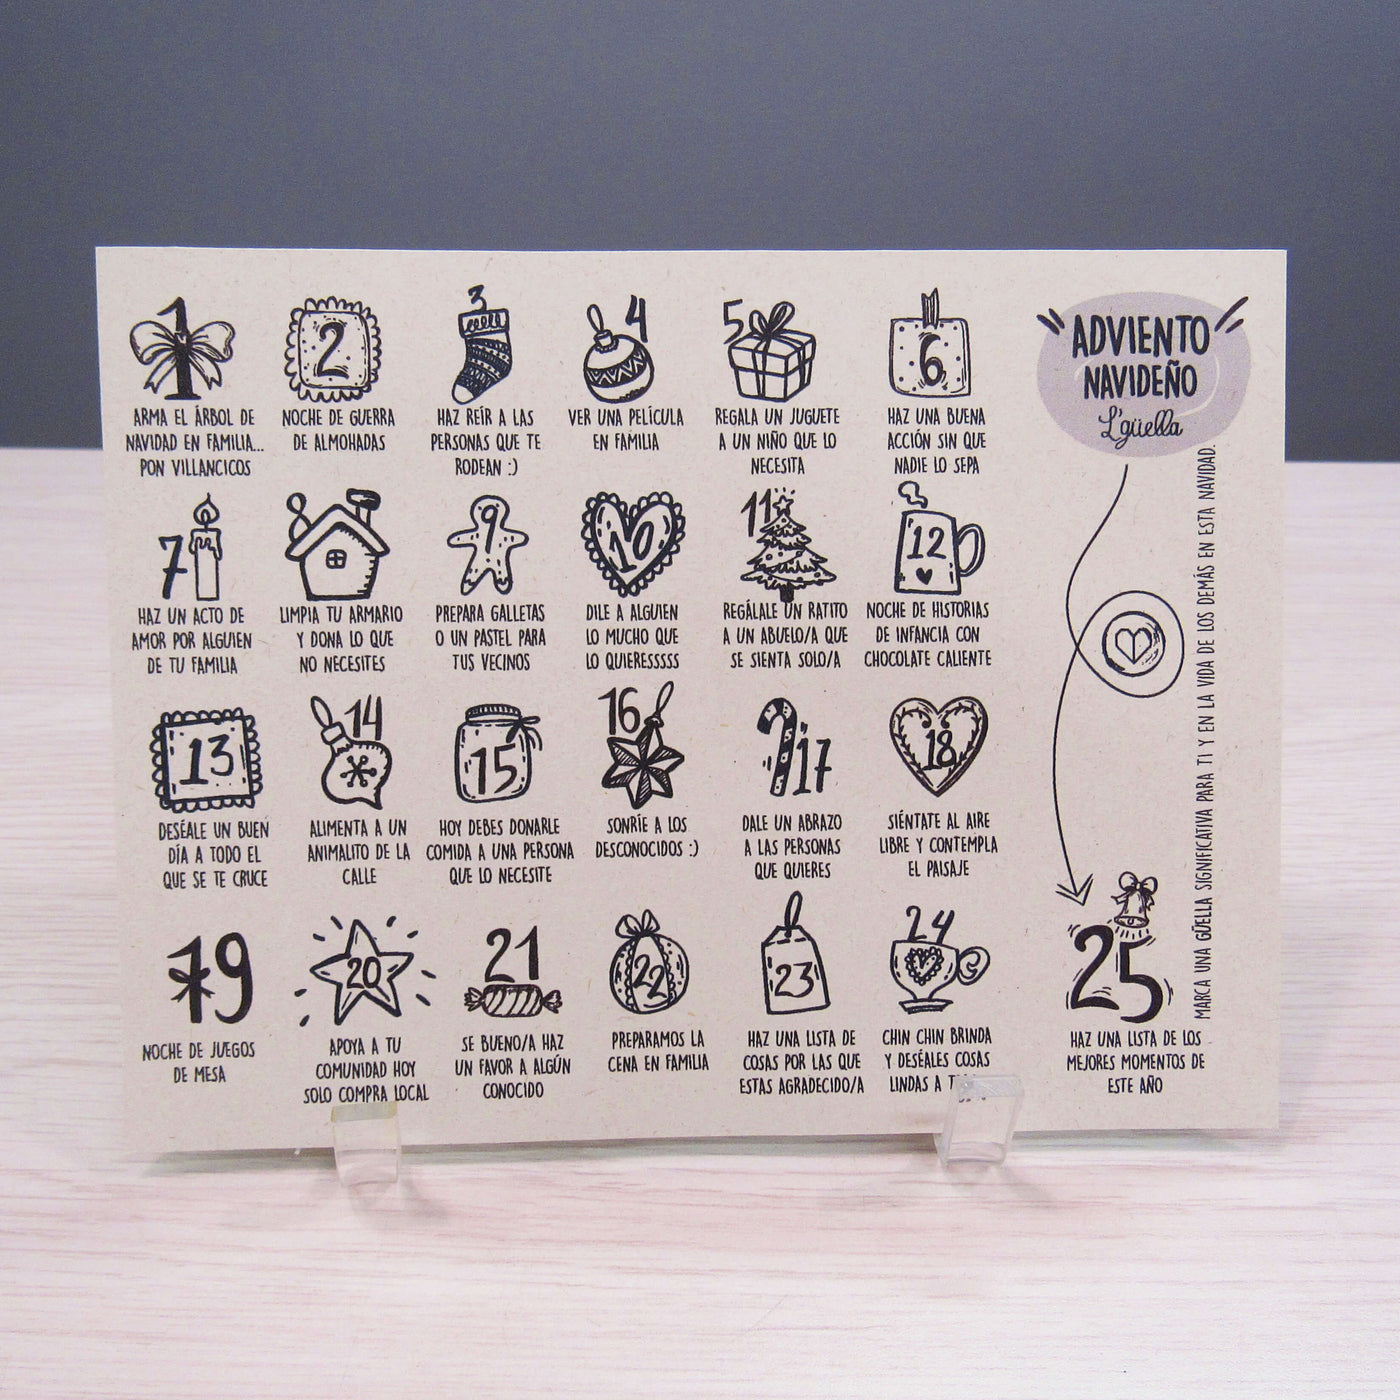 1
ARMA EL ÁRBOL DE
NAVIDAD EN FAMILIA...
PON VILLANCICOS
2
NOCHE DE GUERRA
DE ALMOHADAS
3
HAZ REÍR A LAS
PERSONAS QUE TE
RODEAN :)
4
VER UNA PELÍCULA
EN FAMILIA
5
REGALA UN JUGUETE
A UN NIÑO QUE LO
NECESITA
6
HAZ UNA BUENA
ACCIÓN SIN QUE
NADIE LO SEPA
ADVIENTO
NAVIDEÑO
L'güella
7
HAZ UN ACTO DE
AMOR POR ALGUIEN
DE TU FAMILIA
LIMPIA TU ARMARIO
Y DONA LO QUE
NO NECESITES
9
PREPARA GALLETAS
O UN PASTEL PARA
TUS VECINOS
10
DILE A ALGUIEN
LO MUCHO QUE
LO QUIERESSSSS
11
REGÁLALE UN RATITO
A UN ABUELO/A QUE
SE SIENTA SOLO/A
12
NOCHE DE HISTORIAS
DE INFANCIA CON
CHOCOLATE CALIENTE
13
DESÉALE UN BUEN
DÍA A TODO EL
QUE SE TE CRUCE
14
ALIMENTA A UN
ANIMALITO DE LA
CALLE
15
HOY DEBES DONARLE
COMIDA A UNA PERSONA
QUE LO NECESITE
16
SONRÍE A LOS
DESCONOCIDOS :)
17
DALE UN ABRAZO
A LAS PERSONAS
QUE QUIERES
18
SIÉNTATE AL AIRE
LIBRE Y CONTEMPLA
EL PAISAJE
19
NOCHE DE JUEGOS
DE MESA
20
APOYA A TU
COMUNIDAD HOY
SOLO COMPRA LOCAL
21
SE BUENO/A HAZ
UN FAVOR A ALGÚN
CONOCIDO
22
PREPARAMOS LA
CENA EN FAMILIA
23
HAZ UNA LISTA DE
COSAS POR LAS QUE
ESTAS AGRADECIDO/A
24
CHIN CHIN BRINDA
Y DESÉALES COSAS
LINDAS A
25
HAZ UNA LISTA DE LOS
MEJORES MOMENTOS DE
ESTE AÑO
MARCA UNA GÜELLA SIGNIFICATIVA PARA TI Y EN LA VIDA DE LOS DEMÁS EN ESTA NAVIDAD.